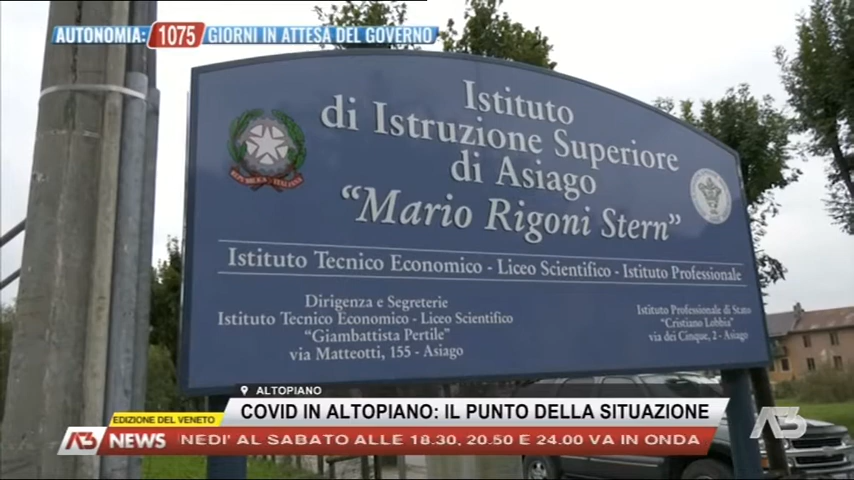 AUTONOMIA: 1075 GIORNI IN ATTESA DEL GOVERNO
Istituto
di Istruzione Superiore
di Asiago
“Mario Rigoni Stern”
REPVBBLICA ITALIANA
Istituto Tecnico Economico - Liceo Scientifico - Istituto Professionale
Dirigenza e Segreterie
Istituto Tecnico Economico - Liceo Scientifico
"Giambattista Pertile"
via Matteotti, 155 - Asiago
Istituto Professionale di Stato
"Cristiano Lobbia"
via dei Cinque, 2 - Asiago
ALTOPIANO
EDIZIONE DEL VENETO
COVID IN ALTOPIANO: IL PUNTO DELLA SITUAZIONE
A3 NEWS
NEDI' AL SABATO ALLE 18.30, 20.50 E 24.00 VA IN ONDA
A3